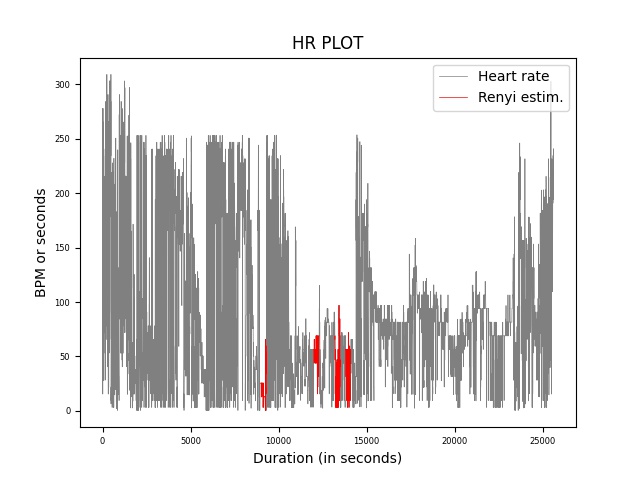 HR PLOT
Heart rate
Renyi estim.
BPM or seconds
300
250
200
150
100
50
0
0 5000 10000 15000 20000 25000
Duration (in seconds)